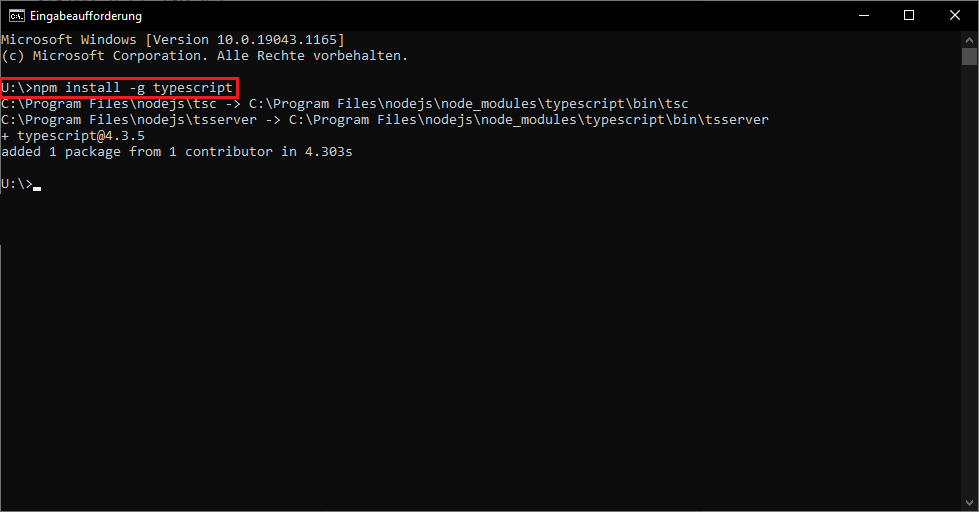 Eingabeaufforderung
Microsoft Windows [Version 10.0.19043.1165]
(c) Microsoft Corporation. Alle Rechte vorbehalten.
U:\>npm install -g typescript
C:\Program Files\nodejs\tsc -> C:\Program Files\nodejs\node_modules\typescript\bin\tsc
C:\Program Files\nodejs\tsserver -> C:\Program Files\nodejs\node_modules\typescript\bin\tsserver
+ typescript@4.3.5
added 1 package from 1 contributor in 4.303s
U:\>